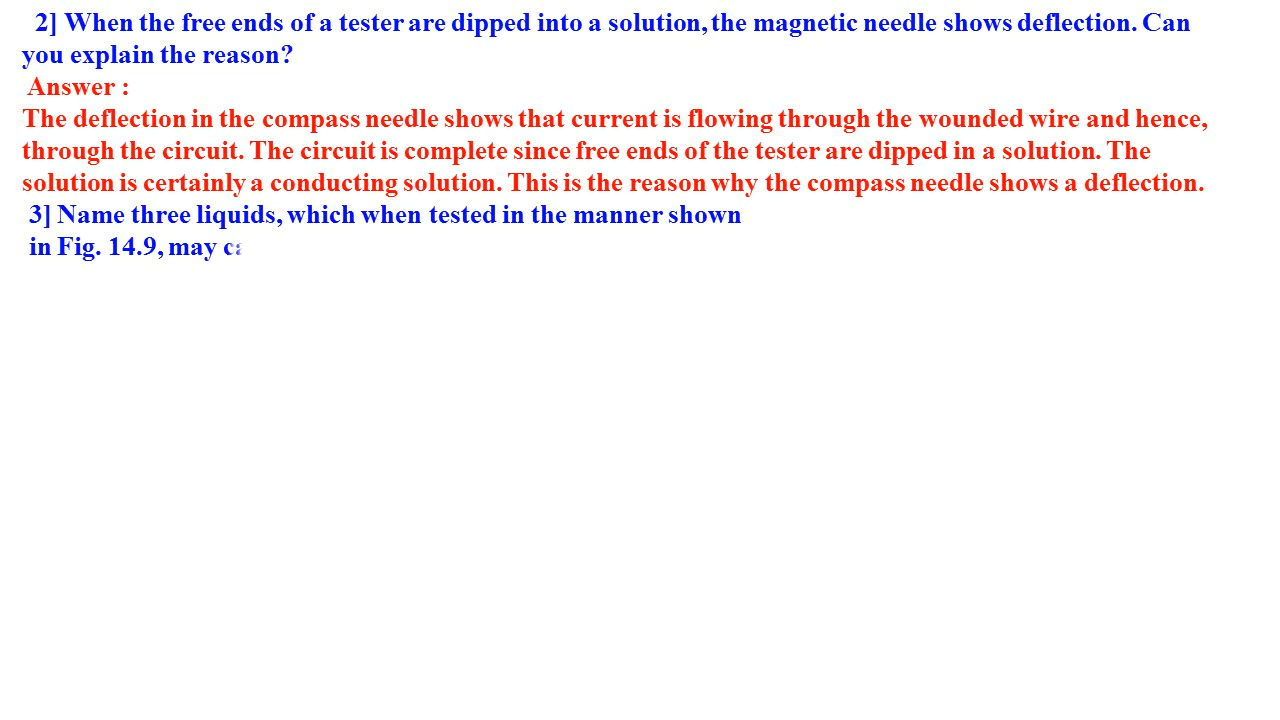 2] When the free ends of a tester are dipped into a solution, the magnetic needle shows deflection. Can
you explain the reason?
Answer :
The deflection in the compass needle shows that current is flowing through the wounded wire and hence,
through the circuit. The circuit is complete since free ends of the tester are dipped in a solution. The
solution is certainly a conducting solution. This is the reason why the compass needle shows a deflection.
3] Name three liquids, which when tested in the manner shown
in Fig. 14.9, may